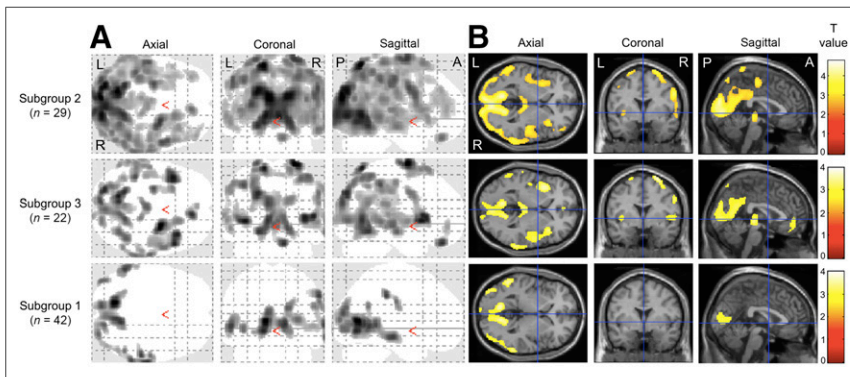 A
B
Axial
Coronal
Sagittal
Axial
Coronal
Sagittal
T
value
L
L
R
P
A
L
L
R
P
A
R
R
Subgroup 2
(n = 29)
4
3
2
1
0
Subgroup 3
(n = 22)
4
3
2
1
0
Subgroup 1
(n = 42)
4
3
2
1
0